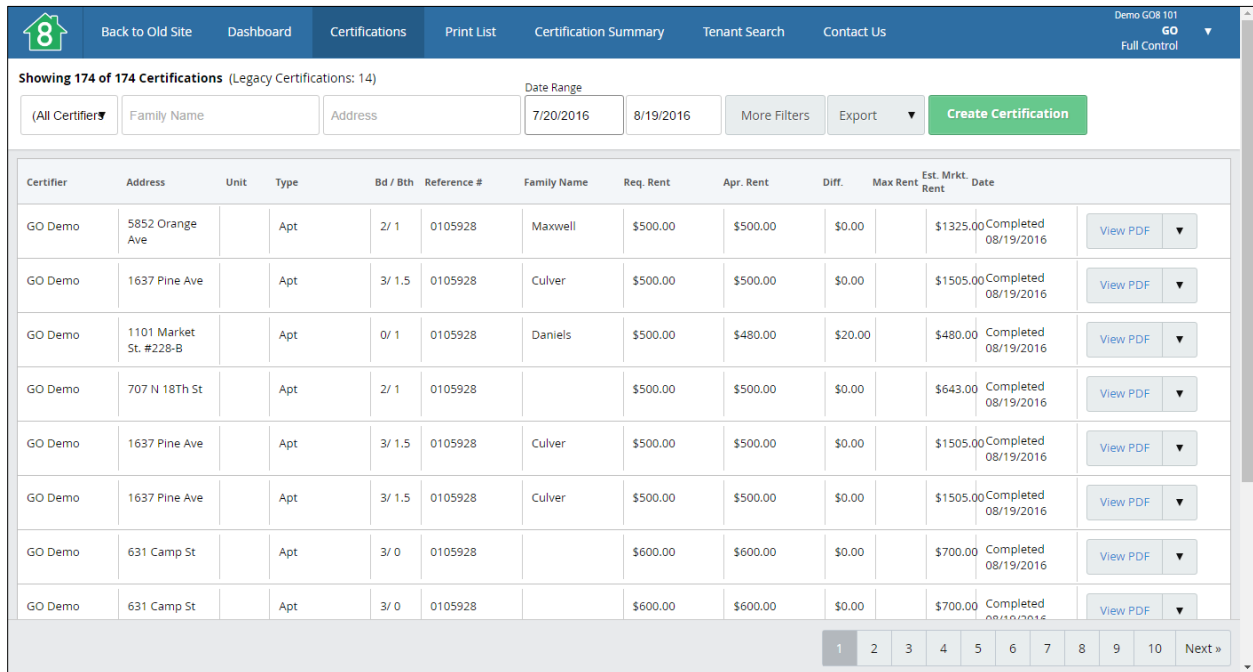 8 Back to Old Site Dashboard Certifications Print List Certification Summary Tenant Search Contact Us Demo GO8 101
GO ▼
Full Control
Showing 174 of 174 Certifications (Legacy Certifications: 14)
Date Range
(All Certifiers ▼ Family Name Address 7/20/2016 8/19/2016 More Filters Export ▼ Create Certification
Certifier Address Unit Type Bd / Bth Reference # Family Name Req. Rent Apr. Rent Diff. Max Rent Est. Mrkt. Rent Date
GO Demo 5852 Orange Ave Apt 2/ 1 0105928 Maxwell $500.00 $500.00 $0.00 $1325.00 Completed 08/19/2016 View PDF ▼
GO Demo 1637 Pine Ave Apt 3/ 1.5 0105928 Culver $500.00 $500.00 $0.00 $1505.00 Completed 08/19/2016 View PDF ▼
GO Demo 1101 Market St. #228-B Apt 0/ 1 0105928 Daniels $500.00 $480.00 $20.00 $480.00 Completed 08/19/2016 View PDF ▼
GO Demo 707 N 18Th St Apt 2/ 1 0105928 $500.00 $500.00 $0.00 $643.00 Completed 08/19/2016 View PDF ▼
GO Demo 1637 Pine Ave Apt 3/ 1.5 0105928 Culver $500.00 $500.00 $0.00 $1505.00 Completed 08/19/2016 View PDF ▼
GO Demo 1637 Pine Ave Apt 3/ 1.5 0105928 Culver $500.00 $500.00 $0.00 $1505.00 Completed 08/19/2016 View PDF ▼
GO Demo 631 Camp St Apt 3/ 0 0105928 $600.00 $600.00 $0.00 $700.00 Completed 08/19/2016 View PDF ▼
GO Demo 631 Camp St Apt 3/ 0 0105928 $600.00 $600.00 $0.00 $700.00 Completed 08/19/2016 View PDF ▼
1 2 3 4 5 6 7 8 9 10 Next »